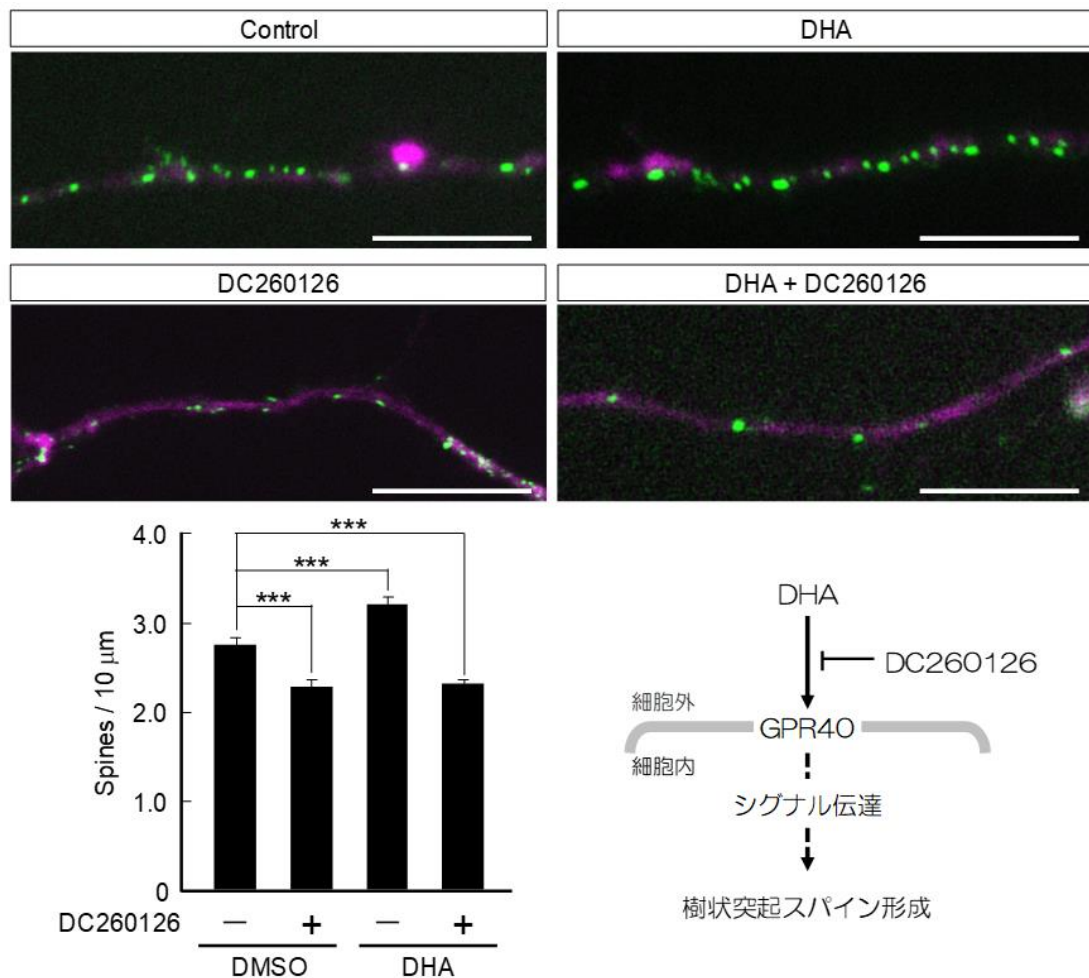 Control
DHA
DC260126
DHA + DC260126
4.0
3.0
2.0
1.0
0
Spines / 10 μm
***
***
***
DC260126
− + − +
DMSO
DHA
DHA
DC260126
細胞外
GPR40
細胞内
シグナル伝達
樹状突起スパイン形成